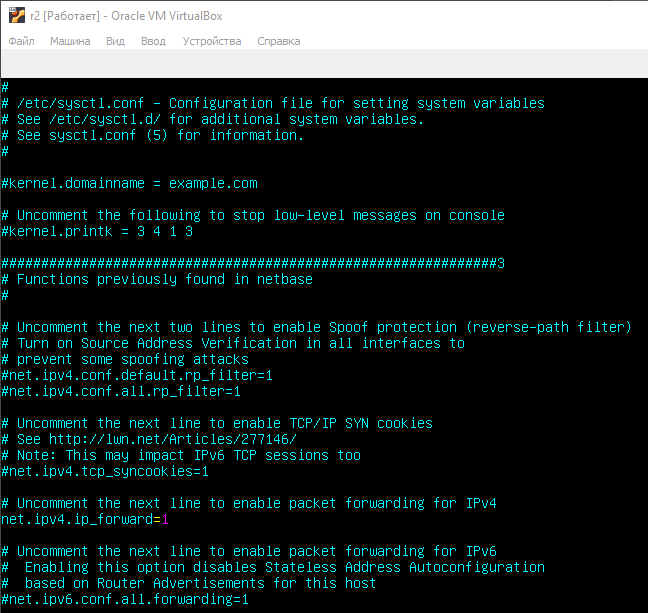 r2 [Работает] - Oracle VM VirtualBox
Файл Машина Вид Ввод Устройства Справка
#
# /etc/sysctl.conf - Configuration file for setting system variables
# See /etc/sysctl.d/ for additional system variables.
# See sysctl.conf (5) for information.
#
#kernel.domainname = example.com
# Uncomment the following to stop low-level messages on console
#kernel.printk = 3 4 1 3
##############################################################3
# Functions previously found in netbase
#
# Uncomment the next two lines to enable Spoof protection (reverse-path filter)
# Turn on Source Address Verification in all interfaces to
# prevent some spoofing attacks
#net.ipv4.conf.default.rp_filter=1
#net.ipv4.conf.all.rp_filter=1
# Uncomment the next line to enable TCP/IP SYN cookies
# See http://lwn.net/Articles/277146/
# Note: This may impact IPv6 TCP sessions too
#net.ipv4.tcp_syncookies=1
# Uncomment the next line to enable packet forwarding for IPv4
net.ipv4.ip_forward=1
# Uncomment the next line to enable packet forwarding for IPv6
#  Enabling this option disables Stateless Address Autoconfiguration
#  based on Router Advertisements for this host
#net.ipv6.conf.all.forwarding=1